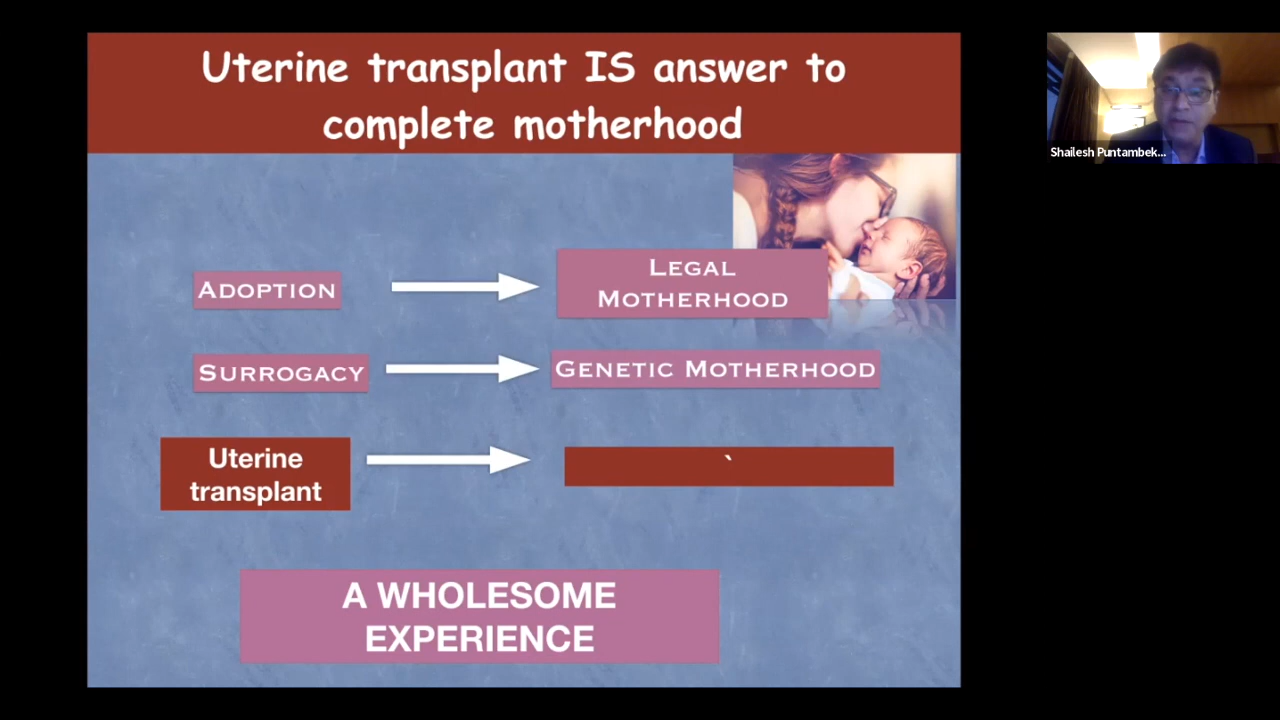 Uterine transplant IS answer to
complete motherhood
ADOPTION
LEGAL
MOTHERHOOD
SURROGACY
GENETIC MOTHERHOOD
Uterine
transplant
`
A WHOLESOME
EXPERIENCE
Shailesh Puntambek...